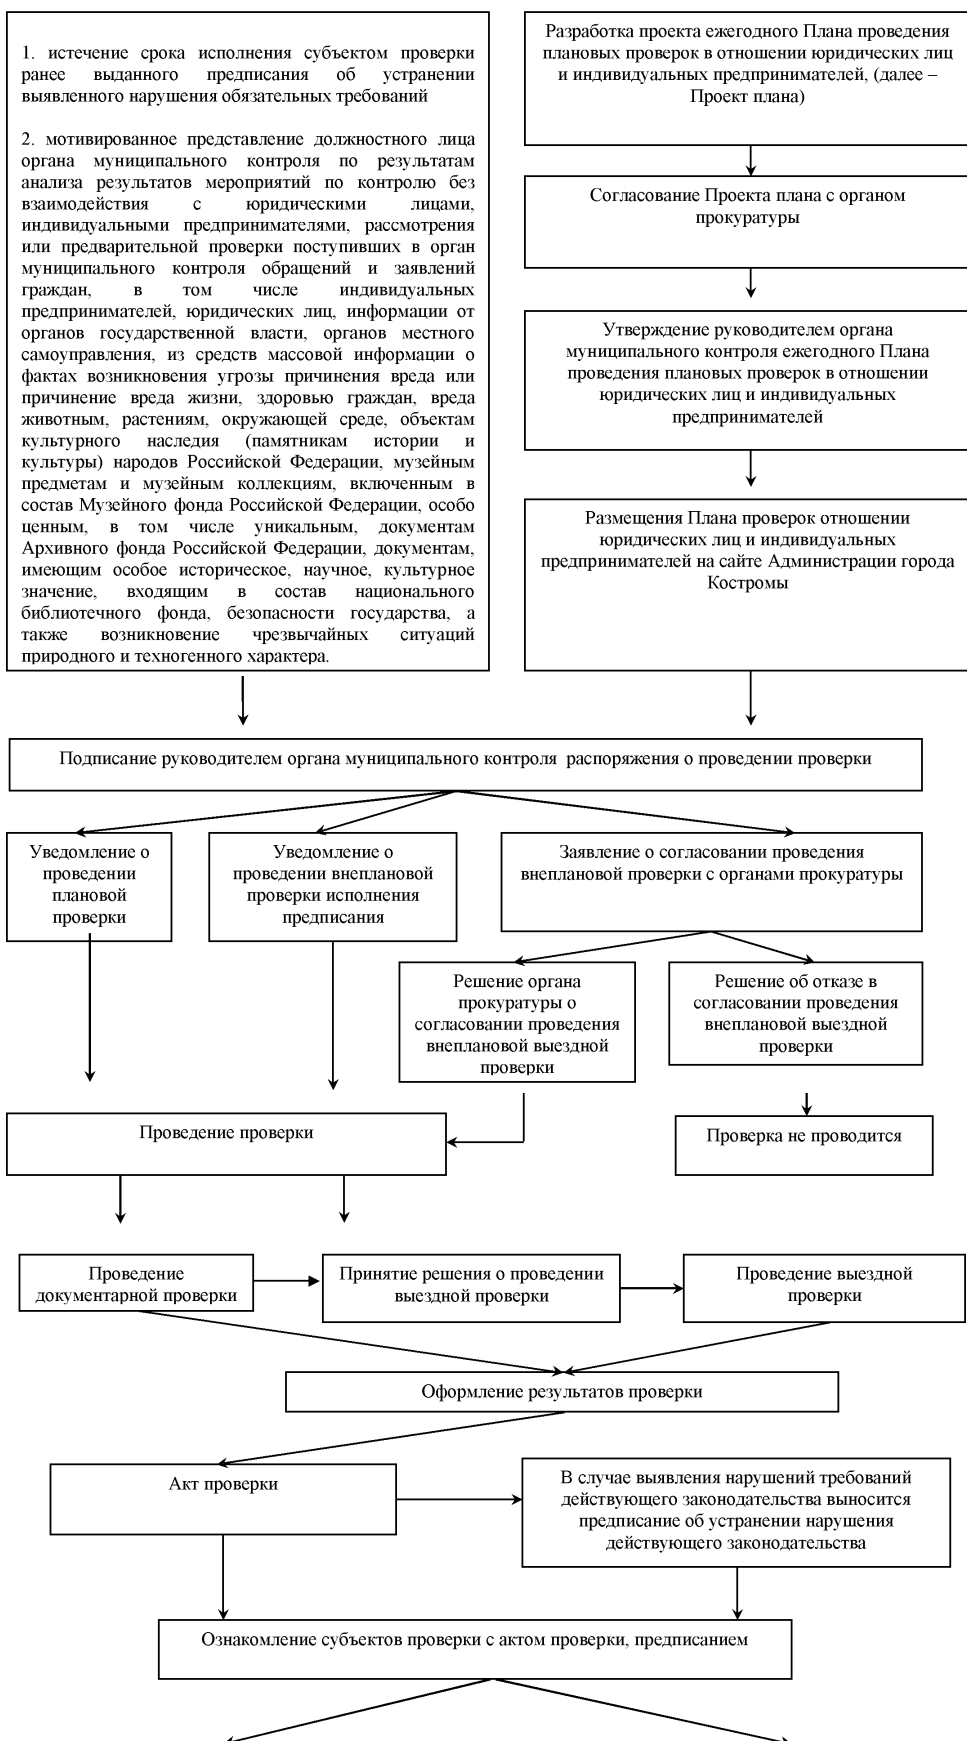 1. истечение срока исполнения субъектом проверки
ранее выданного предписания об устранении
выявленного нарушения обязательных требований
2. мотивированное представление должностного лица
органа муниципального контроля по результатам
анализа результатов мероприятий по контролю без
взаимодействия с юридическими лицами,
индивидуальными предпринимателями, рассмотрения
или предварительной проверки поступивших в орган
муниципального контроля обращений и заявлений
граждан, в том числе индивидуальных
предпринимателей, юридических лиц, информации от
органов государственной власти, органов местного
самоуправления, из средств массовой информации о
фактах возникновения угрозы причинения вреда или
причинение вреда жизни, здоровью граждан, вреда
животным, растениям, окружающей среде, объектам
культурного наследия (памятникам истории и
культуры) народов Российской Федерации, музейным
предметам и музейным коллекциям, включенным в
состав Музейного фонда Российской Федерации, особо
ценным, в том числе уникальным, документам
Архивного фонда Российской Федерации, документам,
имеющим особое историческое, научное, культурное
значение, входящим в состав национального
библиотечного фонда, безопасности государства, а
также возникновение чрезвычайных ситуаций
природного и техногенного характера.
Разработка проекта ежегодного Плана проведения
плановых проверок в отношении юридических лиц
и индивидуальных предпринимателей, (далее –
Проект плана)
Согласование Проекта плана с органом
прокуратуры
Утверждение руководителем органа
муниципального контроля ежегодного Плана
проведения плановых проверок в отношении
юридических лиц и индивидуальных
предпринимателей
Размещения Плана проверок отношении
юридических лиц и индивидуальных
предпринимателей на сайте Администрации города
Костромы
Подписание руководителем органа муниципального контроля распоряжения о проведении проверки
Уведомление о
проведении
плановой
проверки
Уведомление о
проведении внеплановой
проверки исполнения
предписания
Заявление о согласовании проведения
внеплановой проверки с органами прокуратуры
Решение органа
прокуратуры о
согласовании проведения
внеплановой выездной
проверки
Решение об отказе в
согласовании проведения
внеплановой выездной
проверки
Проведение проверки
Проверка не проводится
Проведение
документарной проверки
Принятие решения о проведении
выездной проверки
Проведение выездной
проверки
Оформление результатов проверки
Акт проверки
В случае выявления нарушений требований
действующего законодательства выносится
предписание об устранении нарушения
действующего законодательства
Ознакомление субъектов проверки с актом проверки, предписанием